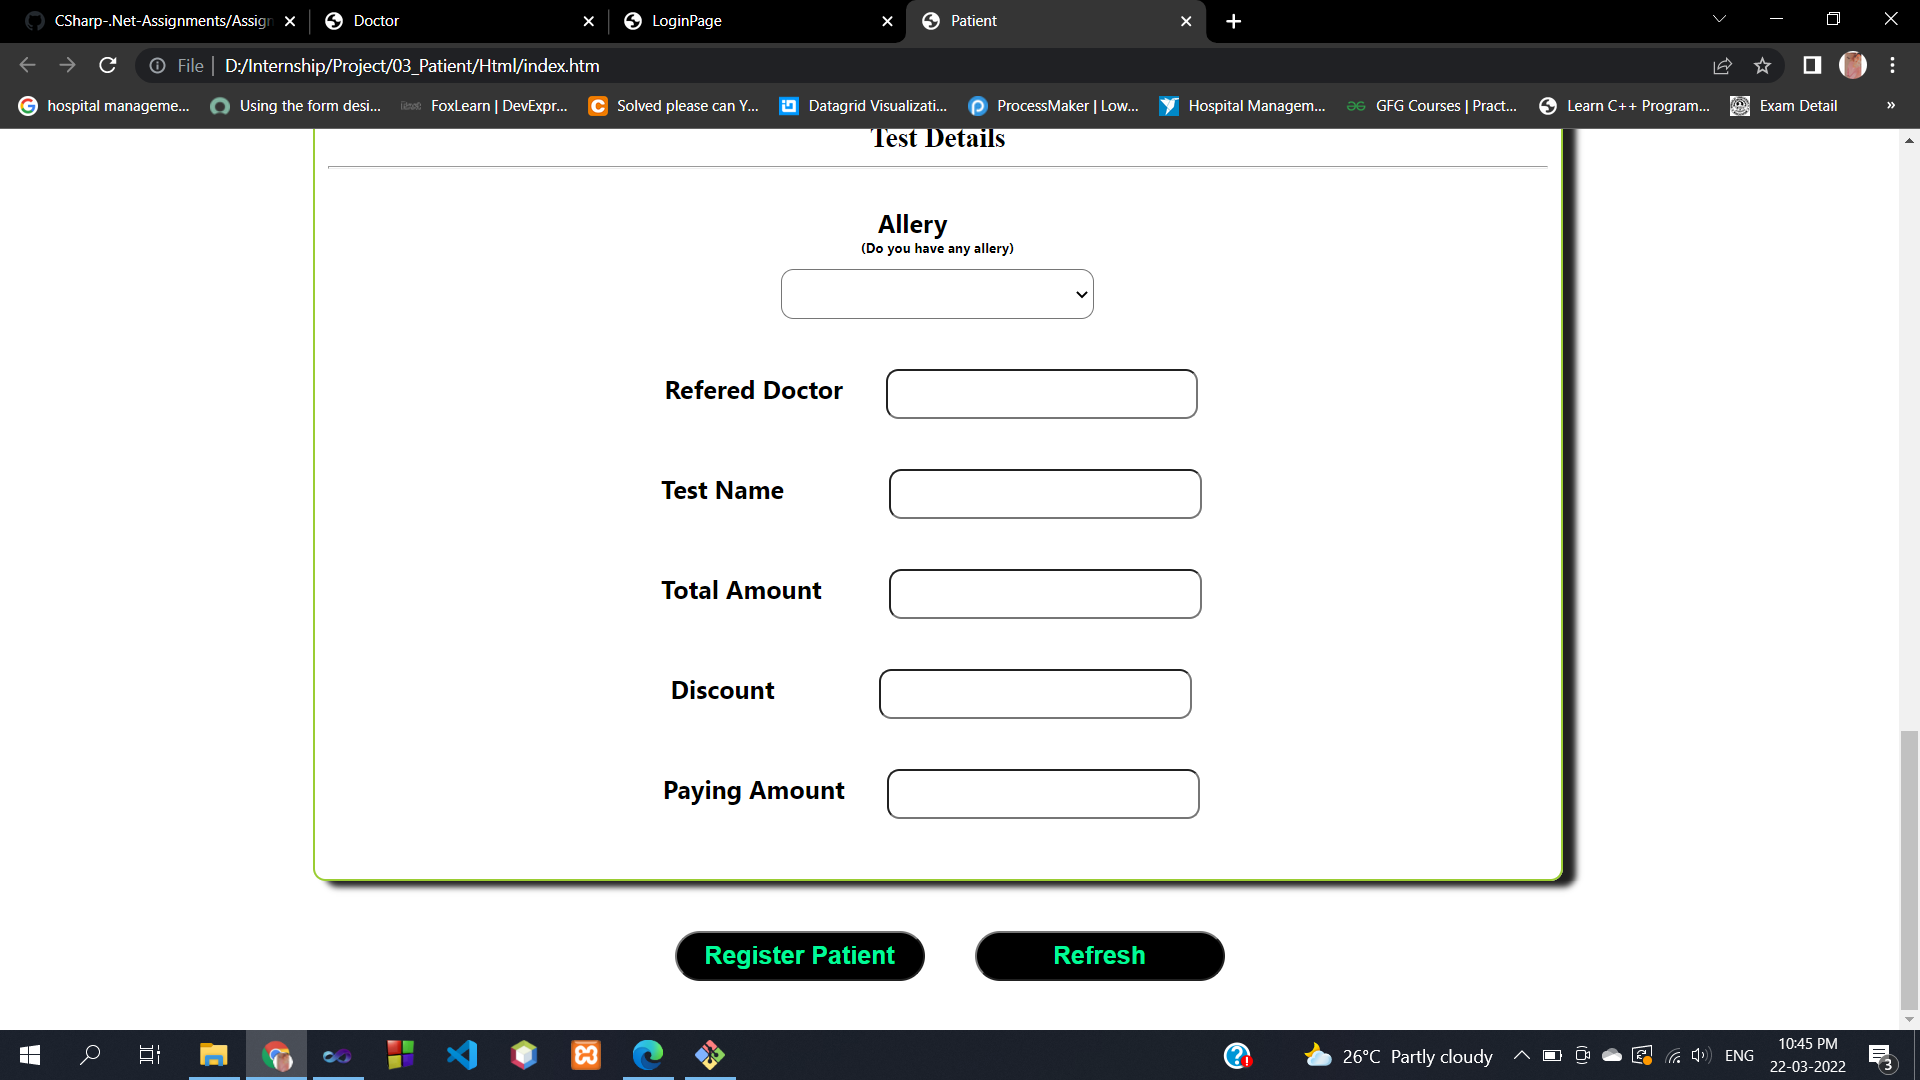 CSharp-.Net-Assignments/Assign
Doctor
LoginPage
Patient
File
D:/Internship/Project/03_Patient/Html/index.htm
hospital manageme...
Using the form desi...
FoxLearn | DevExpr...
Solved please can Y...
Datagrid Visualizati...
ProcessMaker | Low...
Hospital Managem...
GFG Courses | Pract...
Learn C++ Program...
Exam Detail
»
Test Details
Allery
(Do you have any allery)
Refered Doctor
Test Name
Total Amount
Discount
Paying Amount
Register Patient
Refresh
26°C Partly cloudy
ENG
10:45 PM
22-03-2022
3